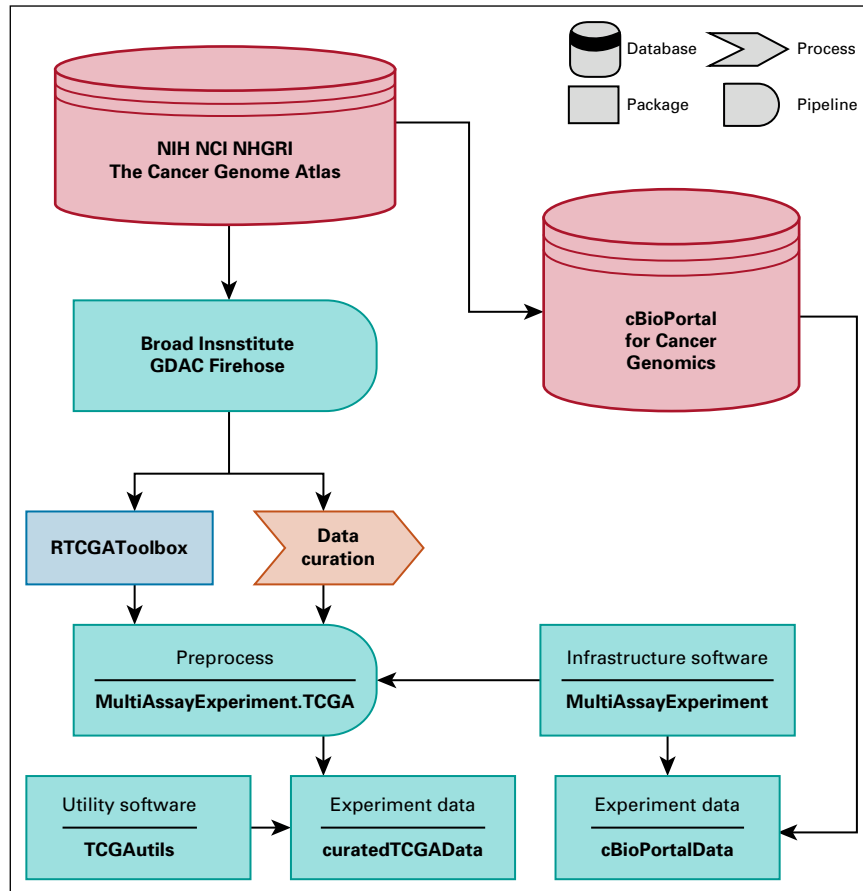 Database
Process
Package
Pipeline
NIH NCI NHGRI
The Cancer Genome Atlas
cBioPortal
for Cancer
Genomics
Broad Insnstitute
GDAC Firehose
RTCGAToolbox
Data
curation
Preprocess
MultiAssayExperiment.TCGA
Infrastructure software
MultiAssayExperiment
Utility software
TCGAutils
Experiment data
curatedTCGAData
Experiment data
cBioPortalData